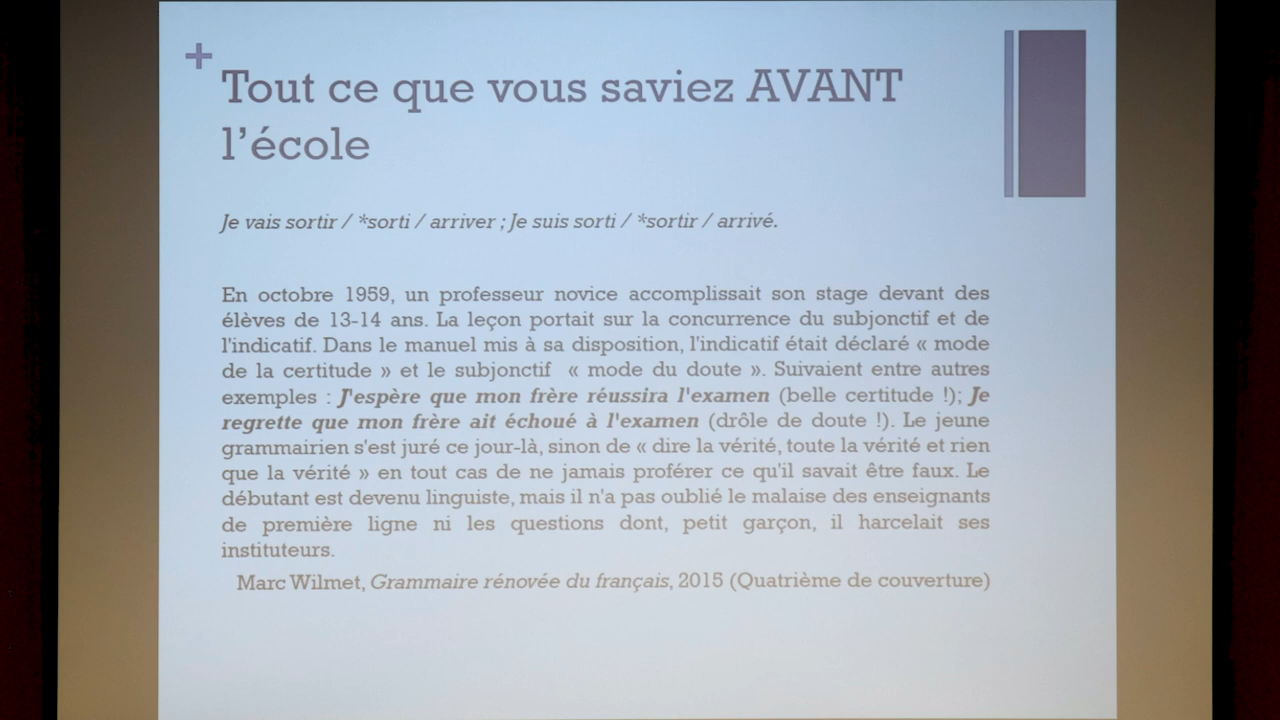 +
Tout ce que vous saviez AVANT
l’école
Je vais sortir / *sorti / arriver ; Je suis sorti / *sortir / arrivé.
En octobre 1959, un professeur novice accomplissait son stage devant des
élèves de 13-14 ans. La leçon portait sur la concurrence du subjonctif et de
l'indicatif. Dans le manuel mis à sa disposition, l'indicatif était déclaré « mode
de la certitude » et le subjonctif « mode du doute ». Suivaient entre autres
exemples : J'espère que mon frère réussira l'examen (belle certitude !); Je
regrette que mon frère ait échoué à l'examen (drôle de doute !). Le jeune
grammairien s'est juré ce jour-là, sinon de « dire la vérité, toute la vérité et rien
que la vérité » en tout cas de ne jamais proférer ce qu'il savait être faux. Le
débutant est devenu linguiste, mais il n'a pas oublié le malaise des enseignants
de première ligne ni les questions dont, petit garçon, il harcelait ses
instituteurs.
Marc Wilmet, Grammaire rénovée du français, 2015 (Quatrième de couverture)